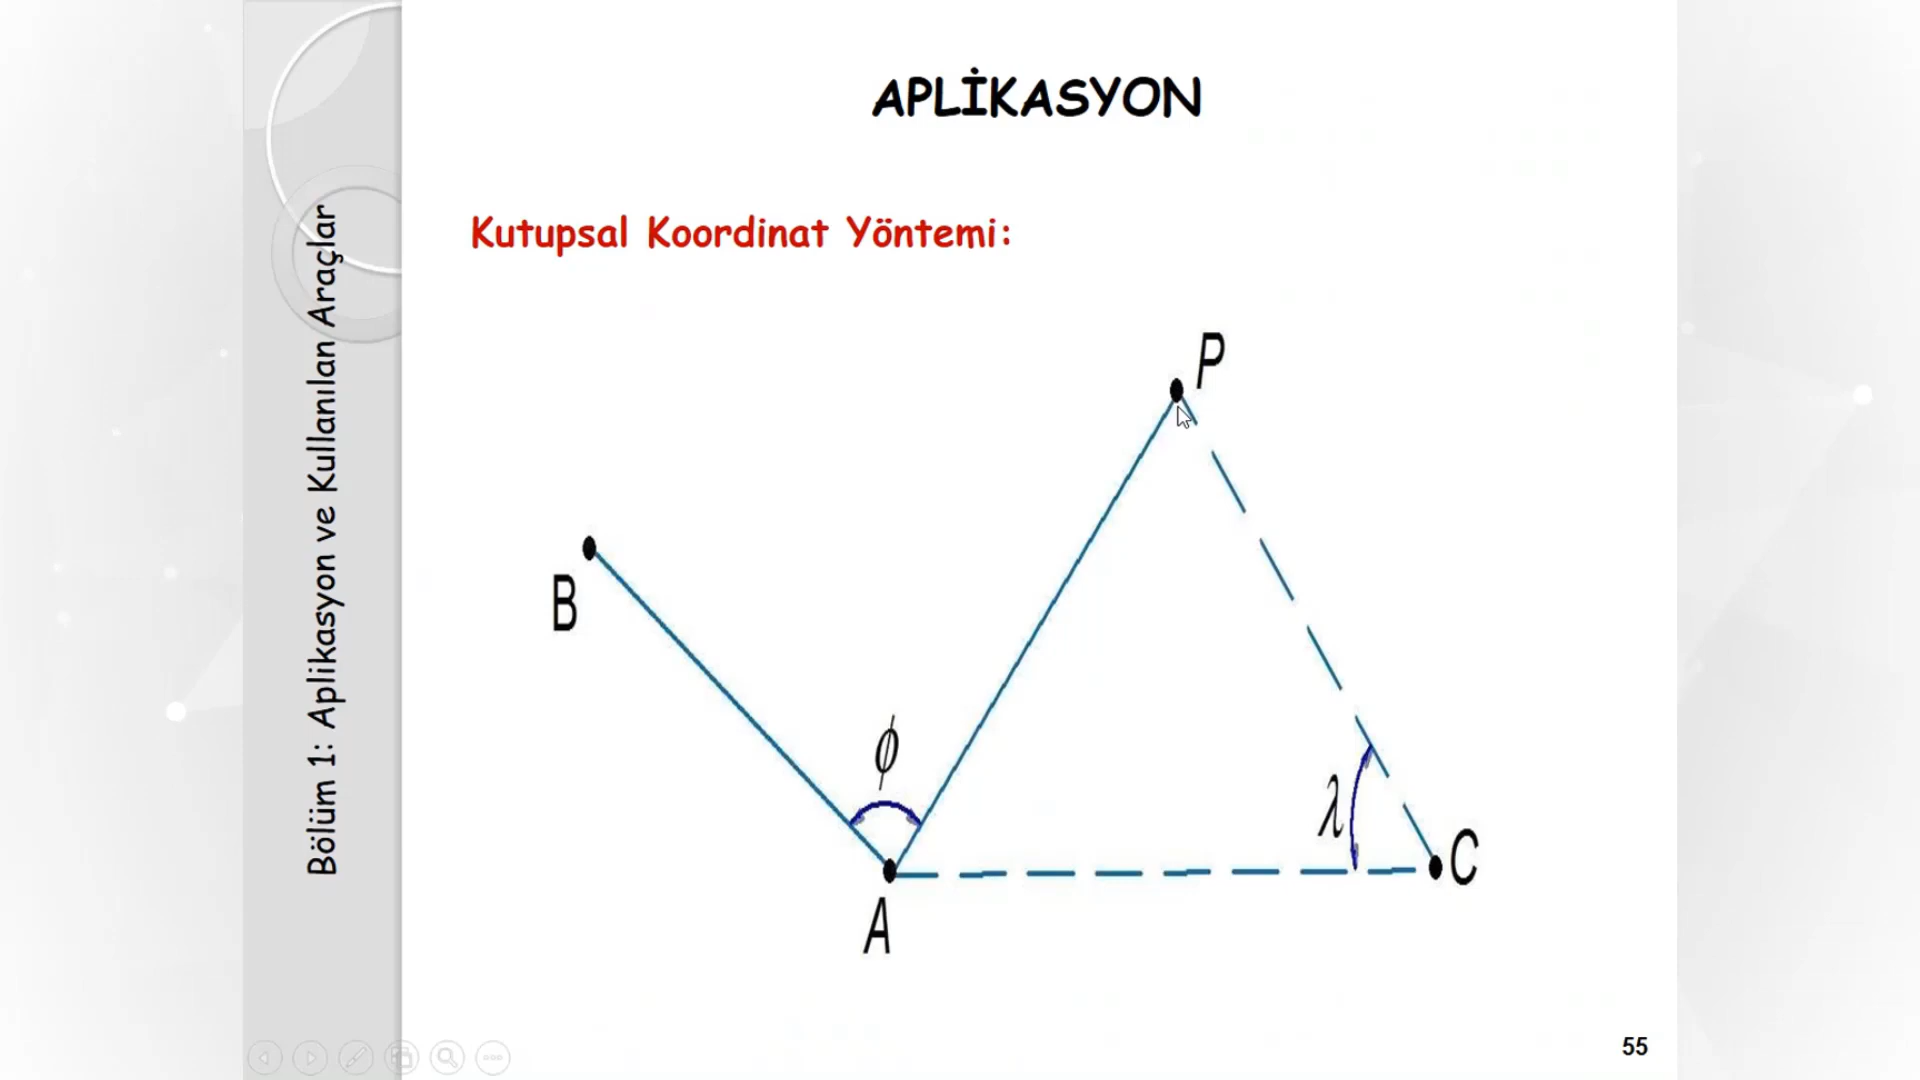 APLİKASYON
Kutupsal Koordinat Yöntemi:
Bölüm 1: Aplikasyon ve Kullanılan Araçlar
P
B
ϕ
λ
C
A
55